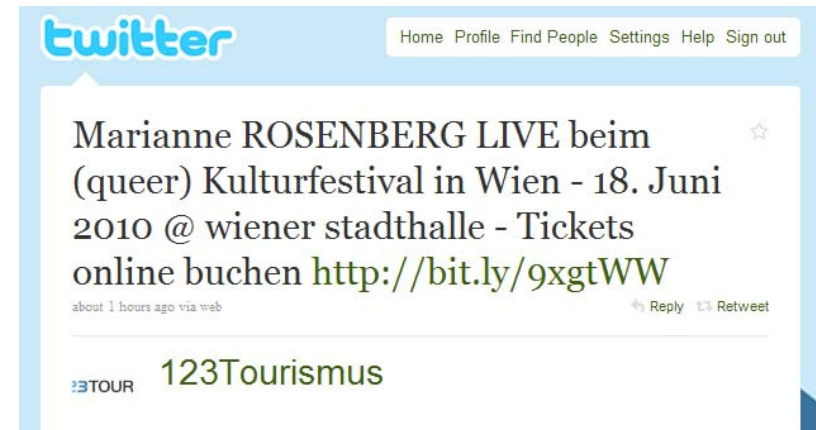 twitter
Home Profile Find People Settings Help Sign out
Marianne ROSENBERG LIVE beim
(queer) Kulturfestival in Wien - 18. Juni
2010 @ wiener stadthalle - Tickets
online buchen http://bit.ly/9xgtWW
about 1 hours ago via web
Reply Retweet
23TOUR
123Tourismus